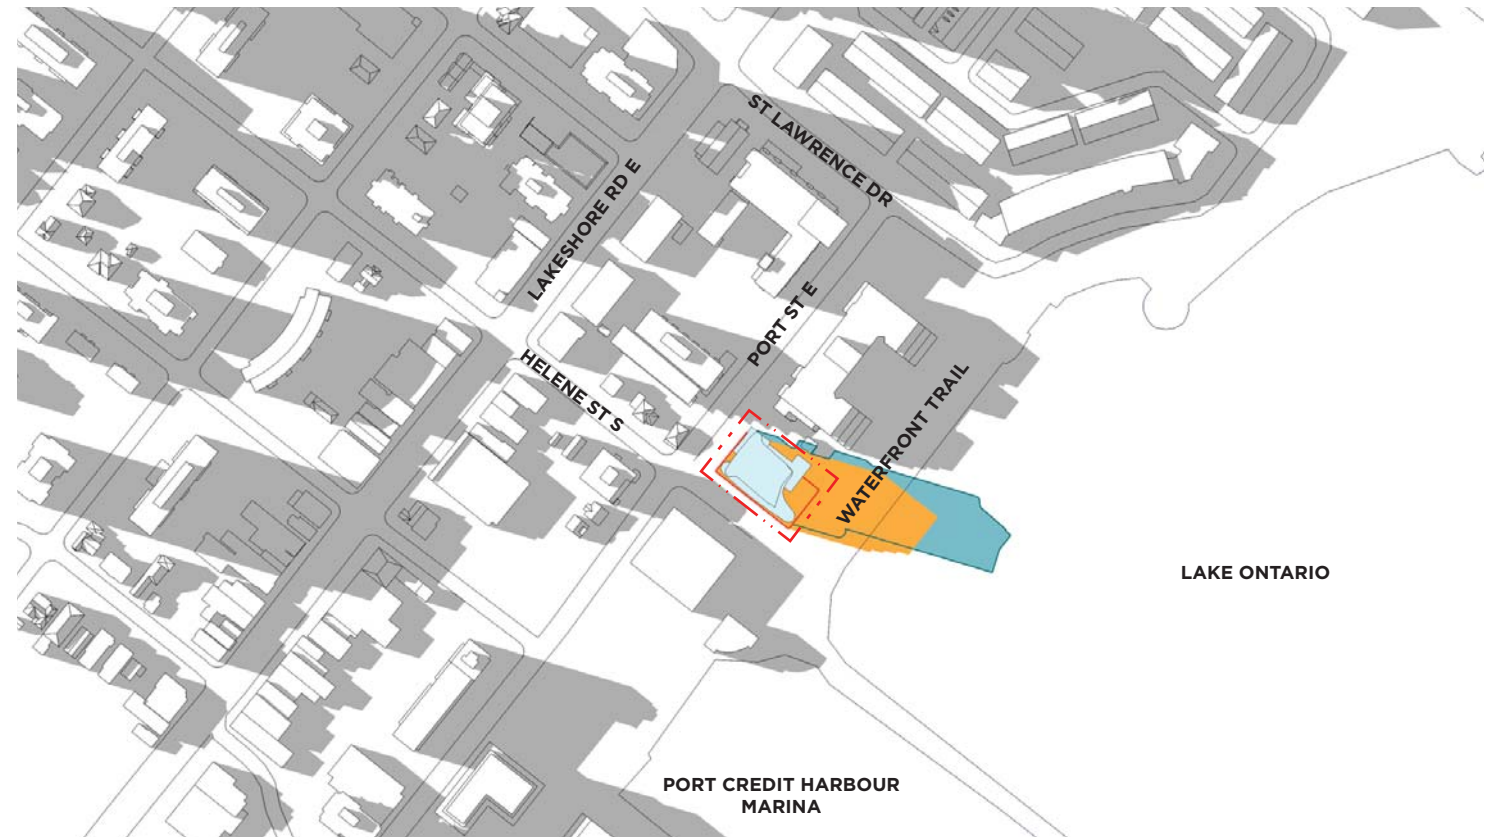 ST LAWRENCE DR
LAKESHORE RD E
PORT ST E
HELENE ST S
WATERFRONT TRAIL
LAKE ONTARIO
PORT CREDIT HARBOUR
MARINA